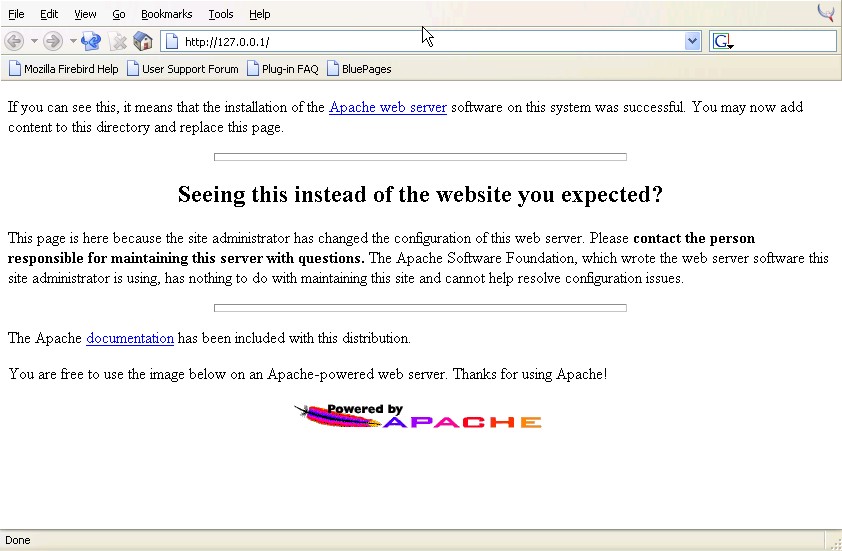 File Edit View Go Bookmarks Tools Help
http://127.0.0.1/
G
Mozilla Firebird Help User Support Forum Plug-in FAQ BluePages
If you can see this, it means that the installation of the Apache web server software on this system was successful. You may now add
content to this directory and replace this page.
Seeing this instead of the website you expected?
This page is here because the site administrator has changed the configuration of this web server. Please contact the person
responsible for maintaining this server with questions. The Apache Software Foundation, which wrote the web server software this
site administrator is using, has nothing to do with maintaining this site and cannot help resolve configuration issues.
The Apache documentation has been included with this distribution.
You are free to use the image below on an Apache-powered web server. Thanks for using Apache!
Powered by
APACHE
Done